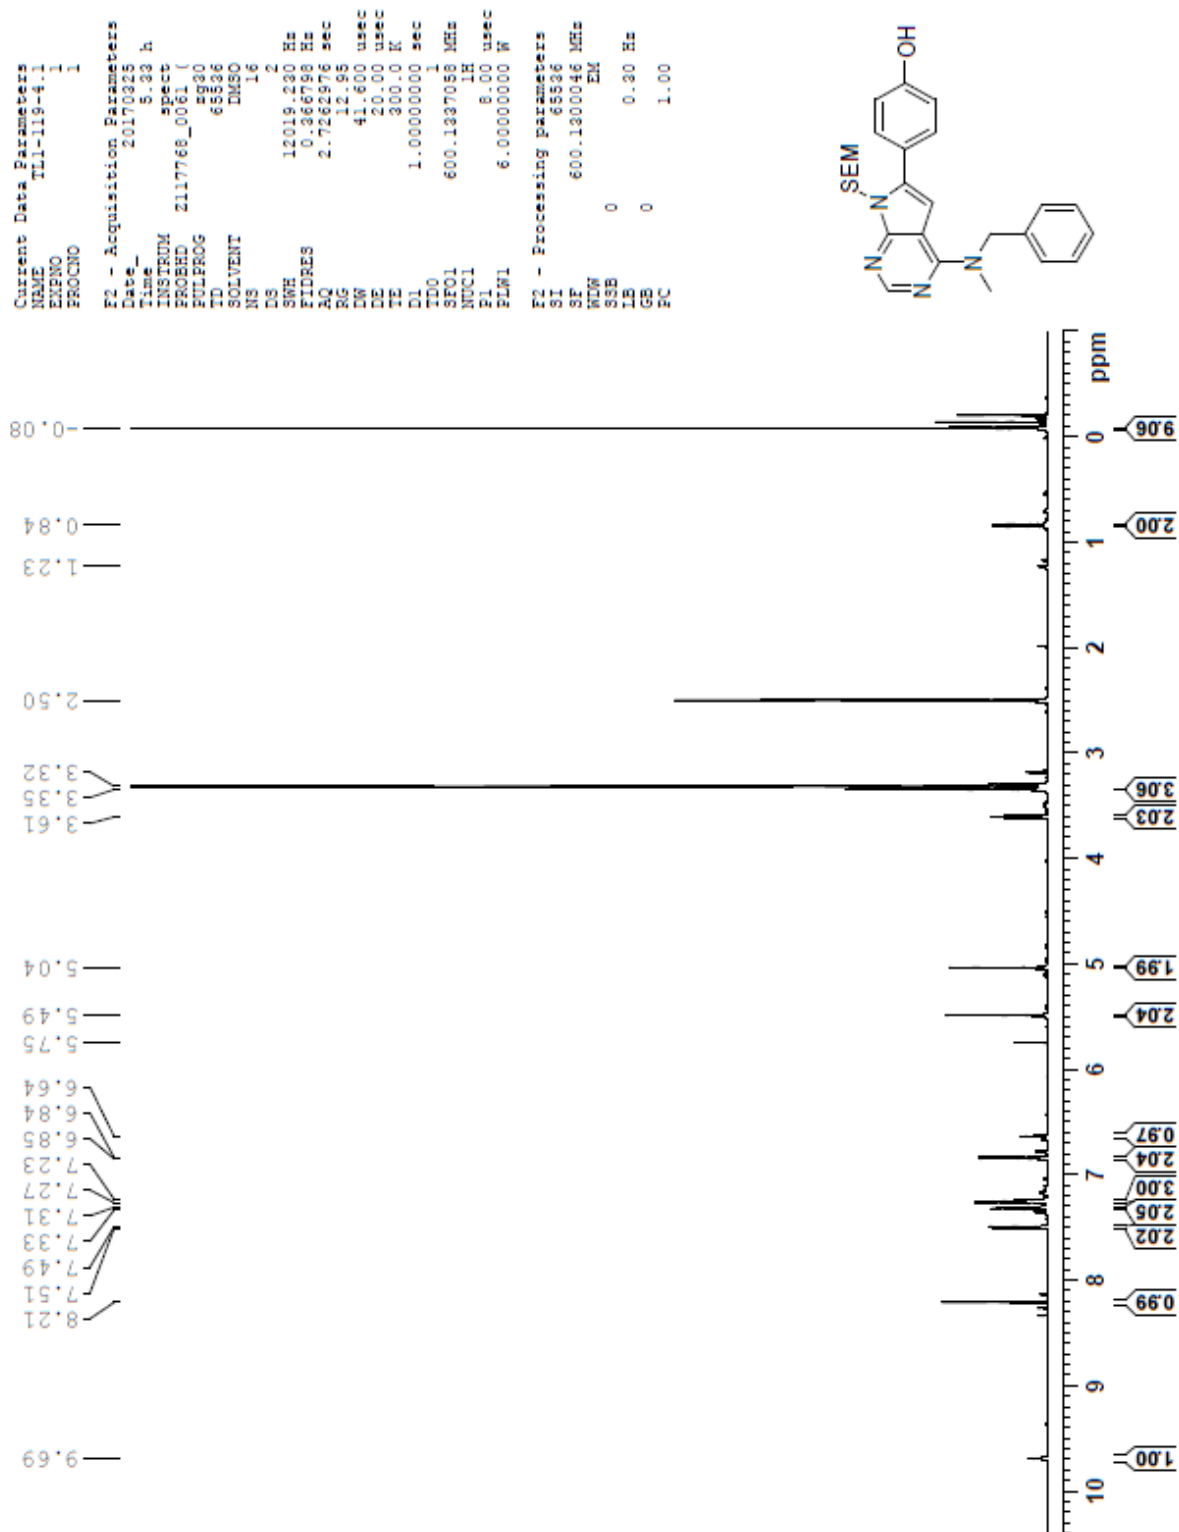 Current Data Parameters
NAME TL1-119-4.1
EXPNO 1
PROCNO 1
F2 - Acquisition Parameters
Date_ 20170325
Time 5.33 h
INSTRUM spect
PROBHD Z117768_0061 (
PULPROG zg30
TD 65536
SOLVENT DMSO
NS 16
DS 2
SWH 12019.230 Hz
FIDRES 0.366798 Hz
AQ 2.7262976 sec
RG 12.95
DW 41.600 usec
DE 20.00 usec
TE 300.0 K
D1 1.00000000 sec
TD0 1
SFO1 600.1337058 MHz
NUC1 1H
P1 8.00 usec
PLW1 6.00000000 W
F2 - Processing parameters
SI 65536
SF 600.1300046 MHz
WDW EM
SSB 0
LB 0.30 Hz
GB 0
PC 1.00
SEM
N
N
N
N
OH
9.69
8.21
7.51
7.49
7.33
7.31
7.27
7.23
6.85
6.84
6.64
5.75
5.49
5.04
3.61
3.35
3.32
2.50
1.23
0.84
-0.08
10 9 8 7 6 5 4 3 2 1 0 ppm
1.00
0.99
2.02
2.05
3.00
2.04
0.97
2.04
1.99
2.03
3.06
2.00
9.06